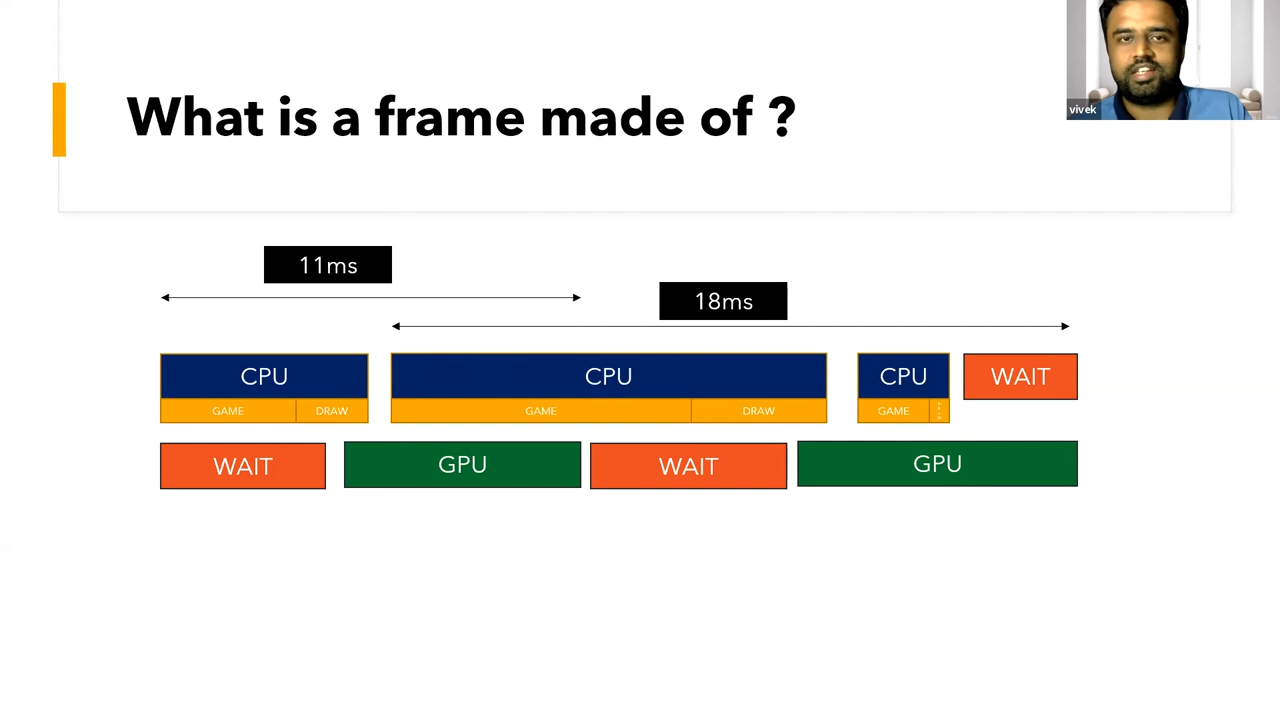 What is a frame made of ?
vivek
11ms
18ms
CPU
CPU
CPU
WAIT
GAME
DRAW
GAME
DRAW
GAME
WAIT
GPU
WAIT
GPU